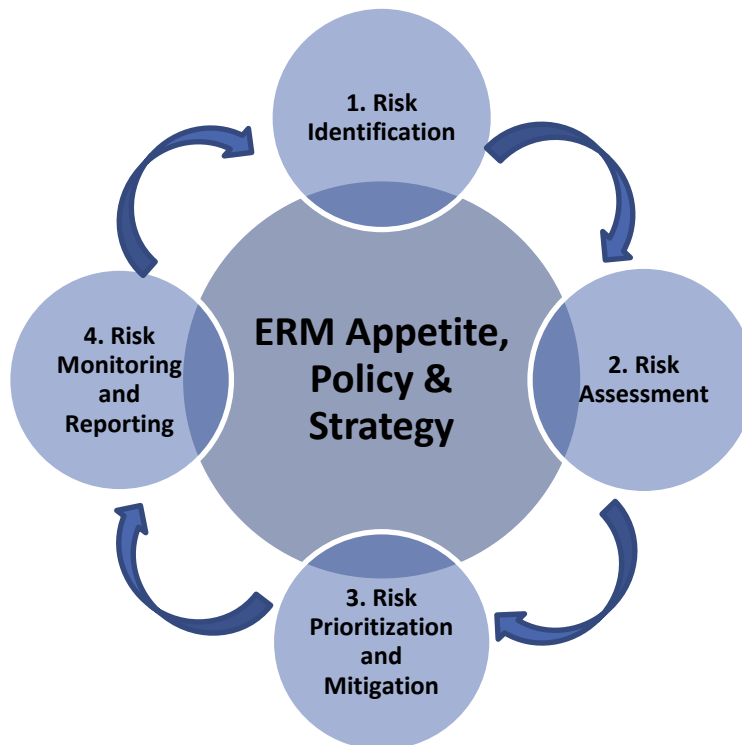 1. Risk
Identification
ERM Appetite,
Policy &
Strategy
2. Risk
Assessment
3. Risk
Prioritization
and
Mitigation
4. Risk
Monitoring
and
Reporting